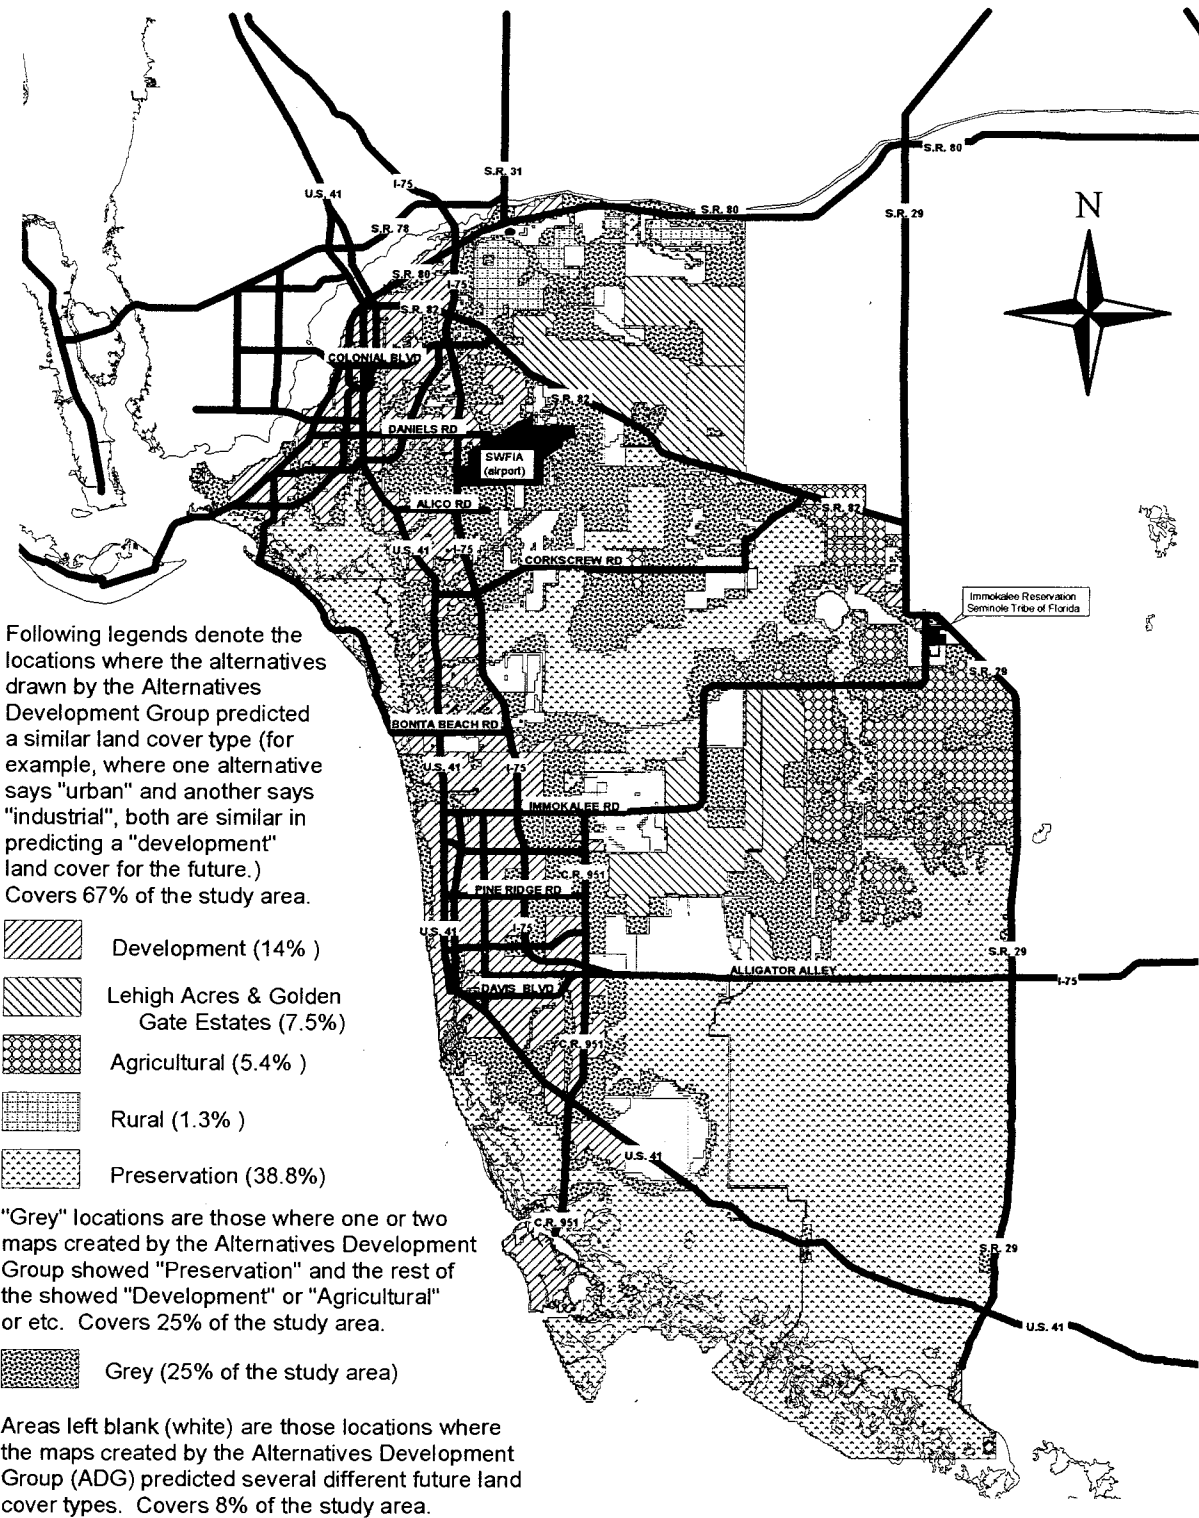 S.R. 80
S.R. 31
I-75
U.S. 41
S.R. 80
S.R. 29
N
S.R. 78
S.R. 80
I-75
S.R. 82
COLONIAL BLVD
S.R. 82
DANIELS RD
SWFIA
(airport)
ALICO RD
S.R. 82
U.S. 41
I-75
CORKSCREW RD
Immokalee Reservation
Seminole Tribe of Florida
S.R. 29
BONITA BEACH RD
U.S. 41
I-75
IMMOKALEE RD
C.R. 951
PINE RIDGE RD
U.S. 41
I-75
S.R. 29
ALLIGATOR ALLEY
I-75
DAVIS BLVD
C.R. 951
U.S. 41
C.R. 951
S.R. 29
U.S. 41
Following legends denote the
locations where the alternatives
drawn by the Alternatives
Development Group predicted
a similar land cover type (for
example, where one alternative
says "urban" and another says
"industrial", both are similar in
predicting a "development"
land cover for the future.)
Covers 67% of the study area.
Development (14% )
Lehigh Acres & Golden
Gate Estates (7.5%)
Agricultural (5.4% )
Rural (1.3% )
Preservation (38.8%)
"Grey" locations are those where one or two
maps created by the Alternatives Development
Group showed "Preservation" and the rest of
the showed "Development" or "Agricultural"
or etc. Covers 25% of the study area.
Grey (25% of the study area)
Areas left blank (white) are those locations where
the maps created by the Alternatives Development
Group (ADG) predicted several different future land
cover types. Covers 8% of the study area.